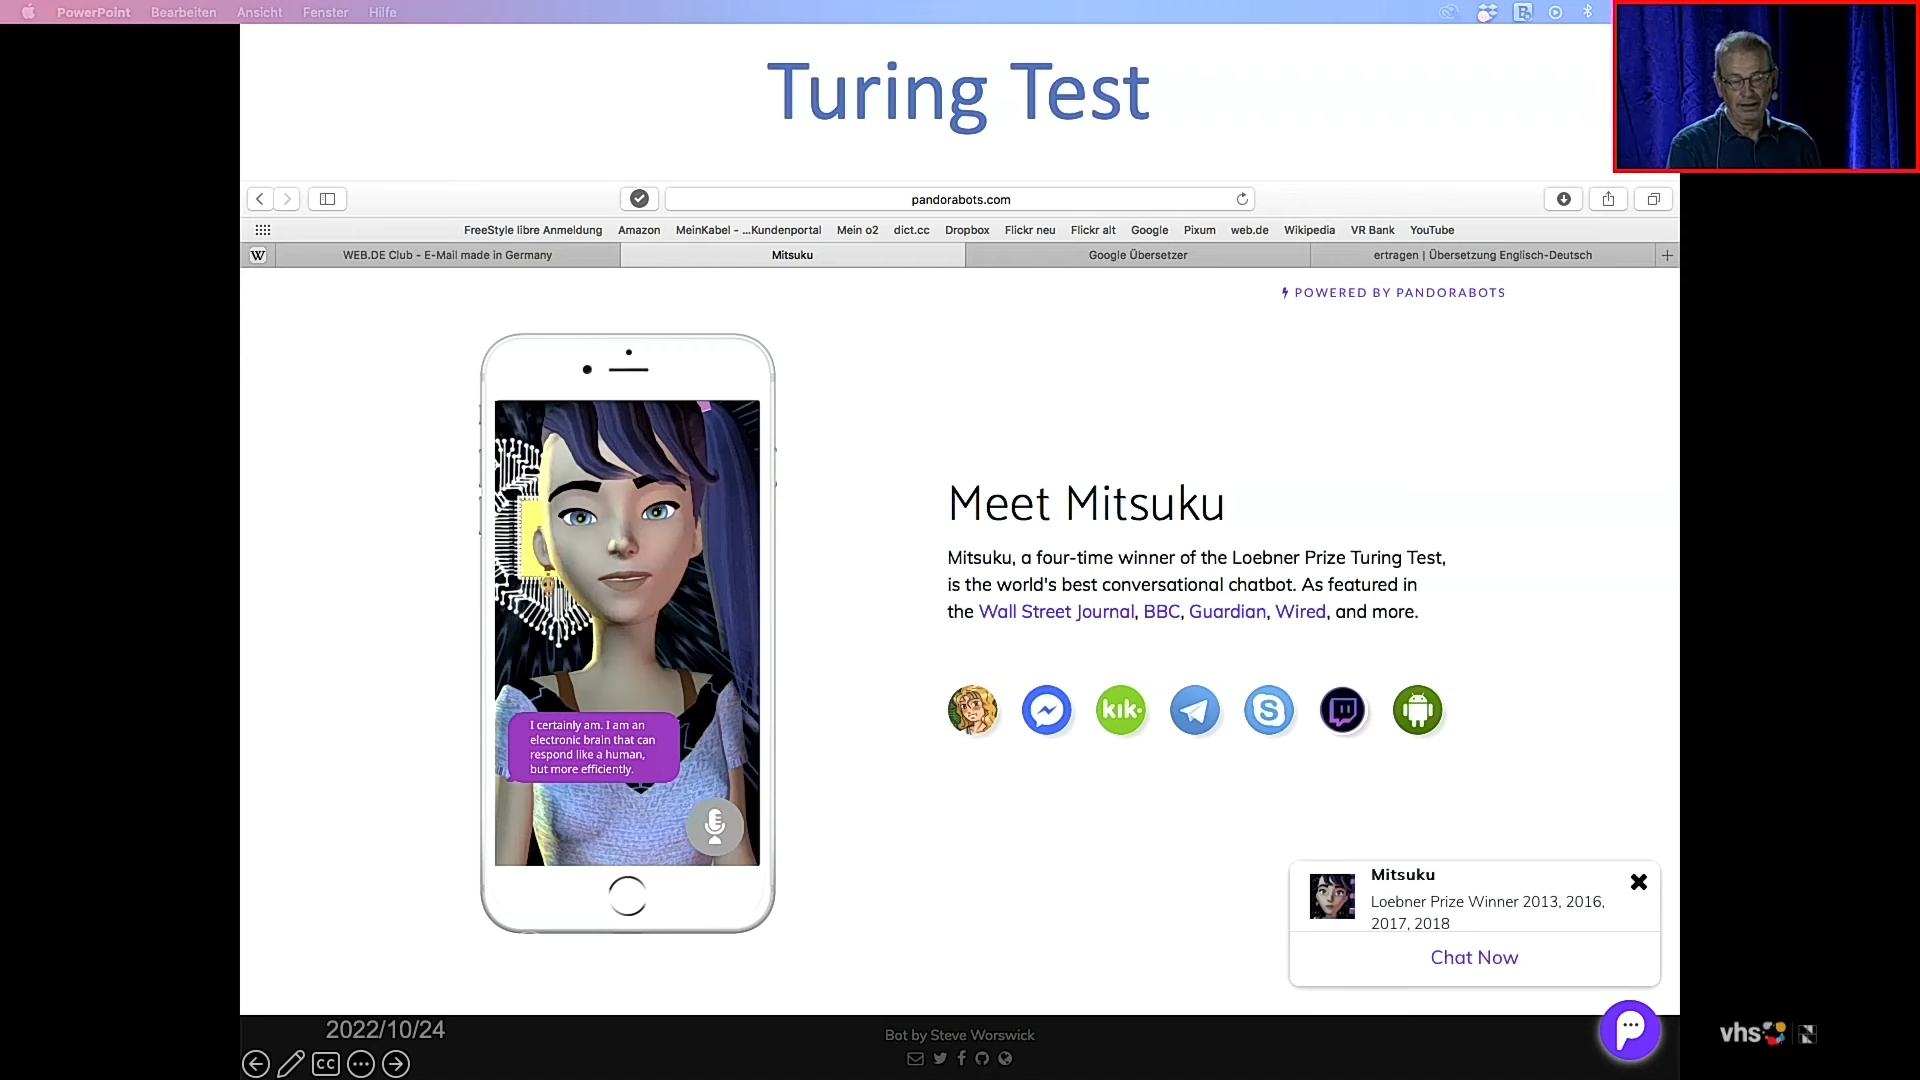 PowerPoint Bearbeiten Ansicht Fenster Hilfe
Turing Test
pandorabots.com
FreeStyle libre Anmeldung Amazon MeinKabel - ...Kundenportal Mein o2 dict.cc Dropbox Flickr neu Flickr alt Google Pixum web.de Wikipedia VR Bank YouTube
W WEB.DE Club - E-Mail made in Germany Mitsuku Google Übersetzer ertragen | Übersetzung Englisch-Deutsch
POWERED BY PANDORABOTS
Meet Mitsuku
Mitsuku, a four-time winner of the Loebner Prize Turing Test,
is the world's best conversational chatbot. As featured in
the Wall Street Journal, BBC, Guardian, Wired, and more.
kik
I certainly am. I am an
electronic brain that can
respond like a human,
but more efficiently.
Mitsuku
Loebner Prize Winner 2013, 2016,
2017, 2018
Chat Now
2022/10/24
Bot by Steve Worswick
CC
vhs